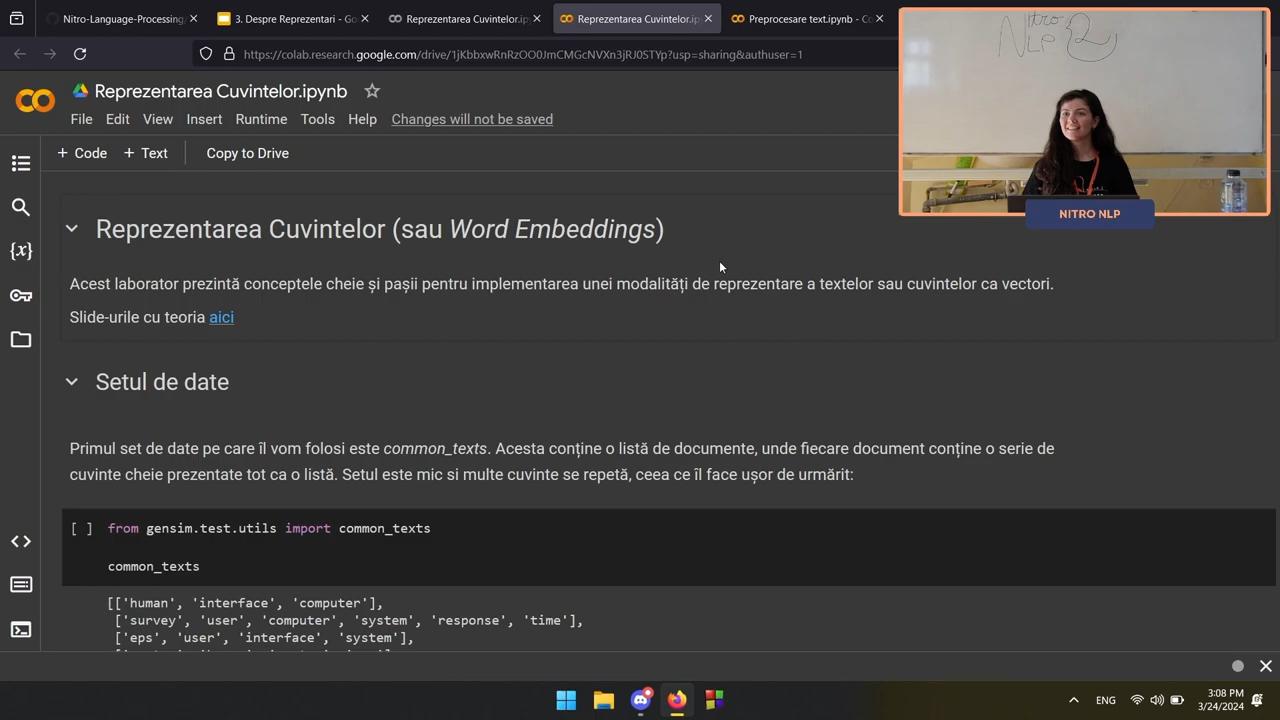 Nitro-Language-Processing/
3. Despre Reprezentari - Go
Reprezentarea Cuvintelor.ip
Reprezentarea Cuvintelor.ip
Preprocesare text.ipynb - Co
https://colab.research.google.com/drive/1jKbbxwRnRzOO0JmCMGcNVXn3jRJ0STYp?usp=sharing&authuser=1
Nitro
NLP 2
NITRO NLP
Reprezentarea Cuvintelor.ipynb
File Edit View Insert Runtime Tools Help Changes will not be saved
+ Code + Text Copy to Drive
Reprezentarea Cuvintelor (sau Word Embeddings)
Acest laborator prezintă conceptele cheie și pașii pentru implementarea unei modalități de reprezentare a textelor sau cuvintelor ca vectori.
Slide-urile cu teoria aici
Setul de date
Primul set de date pe care îl vom folosi este common_texts. Acesta conține o listă de documente, unde fiecare document conține o serie de
cuvinte cheie prezentate tot ca o listă. Setul este mic si multe cuvinte se repetă, ceea ce îl face ușor de urmărit:
[ ] from gensim.test.utils import common_texts
common_texts
[['human', 'interface', 'computer'],
['survey', 'user', 'computer', 'system', 'response', 'time'],
['eps', 'user', 'interface', 'system'],
ENG
3:08 PM
3/24/2024